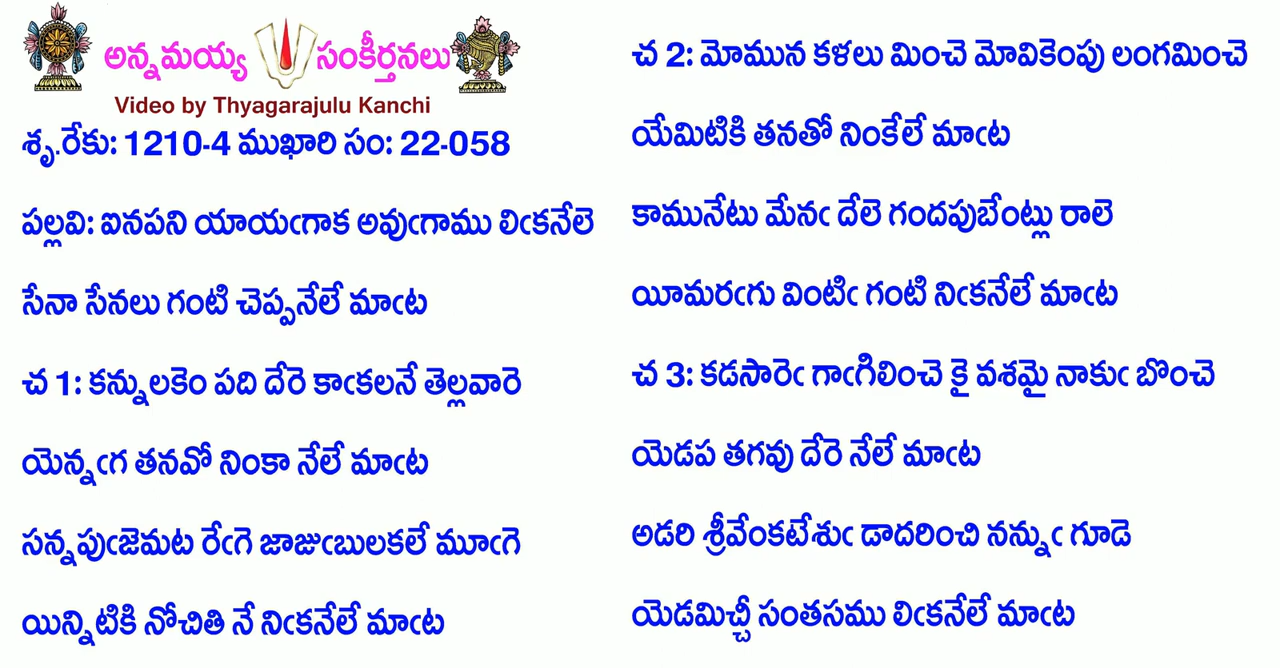 అన్నమయ్య సంకీర్తనలు
Video by Thyagarajulu Kanchi
శృ.రేకు: 1210-4 ముఖారి సం: 22-058
పల్లవి: ఐనపని యాయఁగాక అవుఁగాము లిఁకనేలె
సేనా సేనలు గంటి చెప్పనేలే మాఁట
చ 1: కన్నులకెం పది దేరె కాఁకలనే తెల్లవారె
యెన్నఁగ తనవో నింకా నేలే మాఁట
సన్నపుఁజెమట రేఁగె జాజుఁబులకలే మూఁగె
యిన్నిటికి నోచితి నే నిఁకనేలే మాఁట
చ 2: మోమున కళలు మించె మోవికెంపు లంగమించె
యేమిటికి తనతో నింకేలే మాఁట
కామునేటు మేనఁ దేలె గందపుబేంట్లు రాలె
యీమరఁగు వింటిఁ గంటి నిఁకనేలే మాఁట
చ 3: కడసారెఁ గాఁగిలించె కై వశమై నాకుఁ బొంచె
యెడప తగవు దేరె నేలే మాఁట
అడరి శ్రీవేంకటేశుఁ డాదరించి నన్నుఁ గూడె
యెడమిచ్చీ సంతసము లిఁకనేలే మాఁట